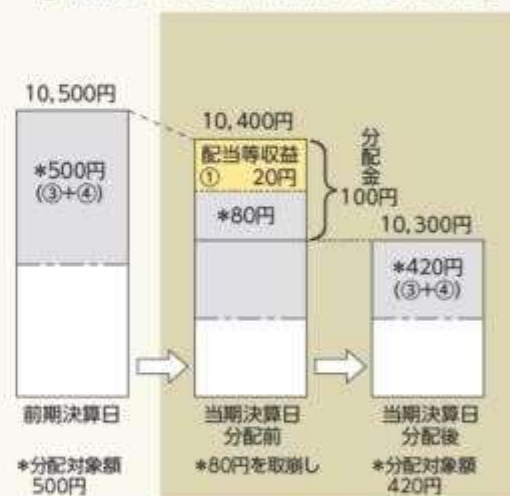 10,500円
*500円
(③+④)
10,400円
配当等収益
① 20円
*80円
分配金
100円
10,300円
*420円
(③+④)
前期決算日
当期決算日
分配前
当期決算日
分配後
*分配対象額
500円
*80円を取崩し
*分配対象額
420円